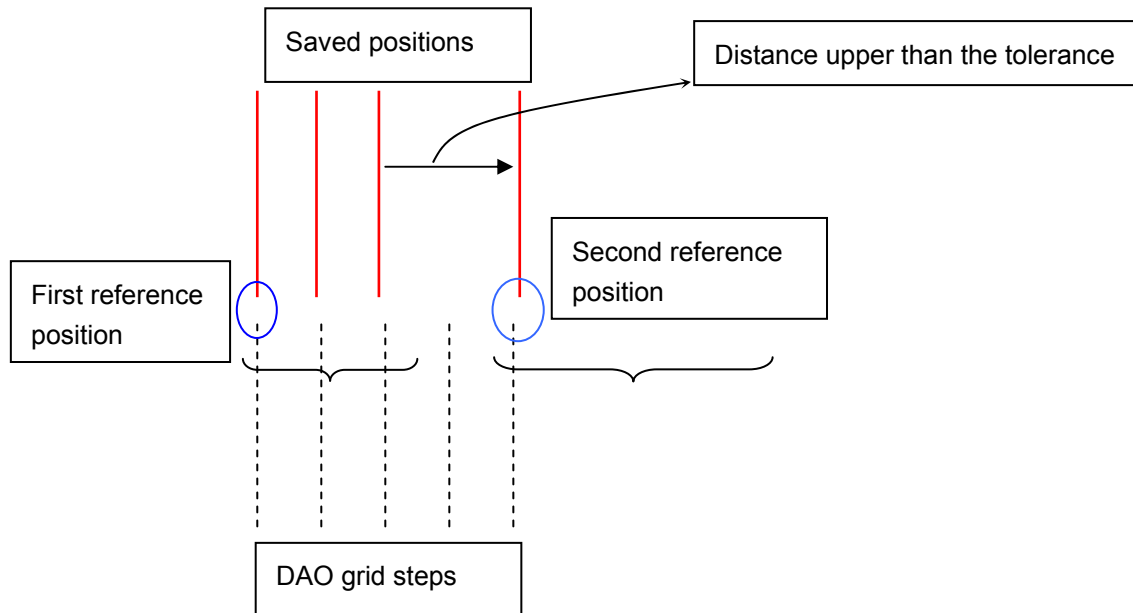 Saved positions
Distance upper than the tolerance
Second reference
position
First reference
position
DAO grid steps